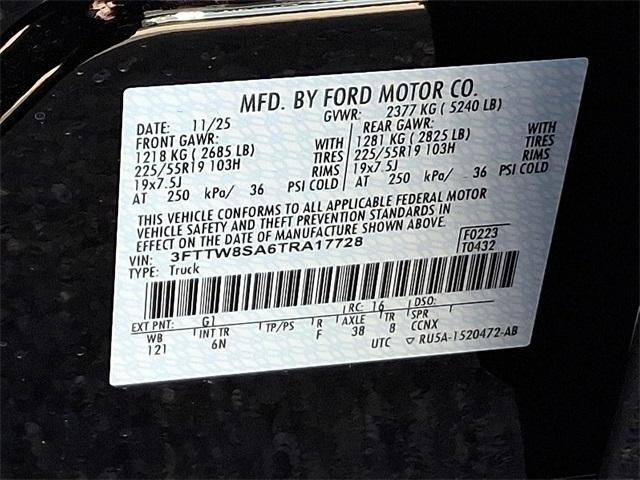 MFD. BY FORD MOTOR CO.
DATE: 11/25 GVWR: 2377 KG ( 5240 LB)
FRONT GAWR: REAR GAWR:
1218 KG ( 2685 LB) WITH 1281 KG ( 2825 LB) WITH
225/55R19 103H TIRES 225/55R19 103H TIRES
19x7.5J RIMS 19x7.5J RIMS
AT 250 kPa/ 36 PSI COLD AT 250 kPa/ 36 PSI COLD
THIS VEHICLE CONFORMS TO ALL APPLICABLE FEDERAL MOTOR
VEHICLE SAFETY AND THEFT PREVENTION STANDARDS IN
EFFECT ON THE DATE OF MANUFACTURE SHOWN ABOVE.
VIN: 3FTTW8SA6TRA17728 F0223
TYPE: Truck T0432
EXT PNT: G1 RC: 16 DSO:
WB INT TR TP/PS R AXLE TR SPR
121 6N F 38 8 CCNX
UTC ▽ RU5A-1520472-AB